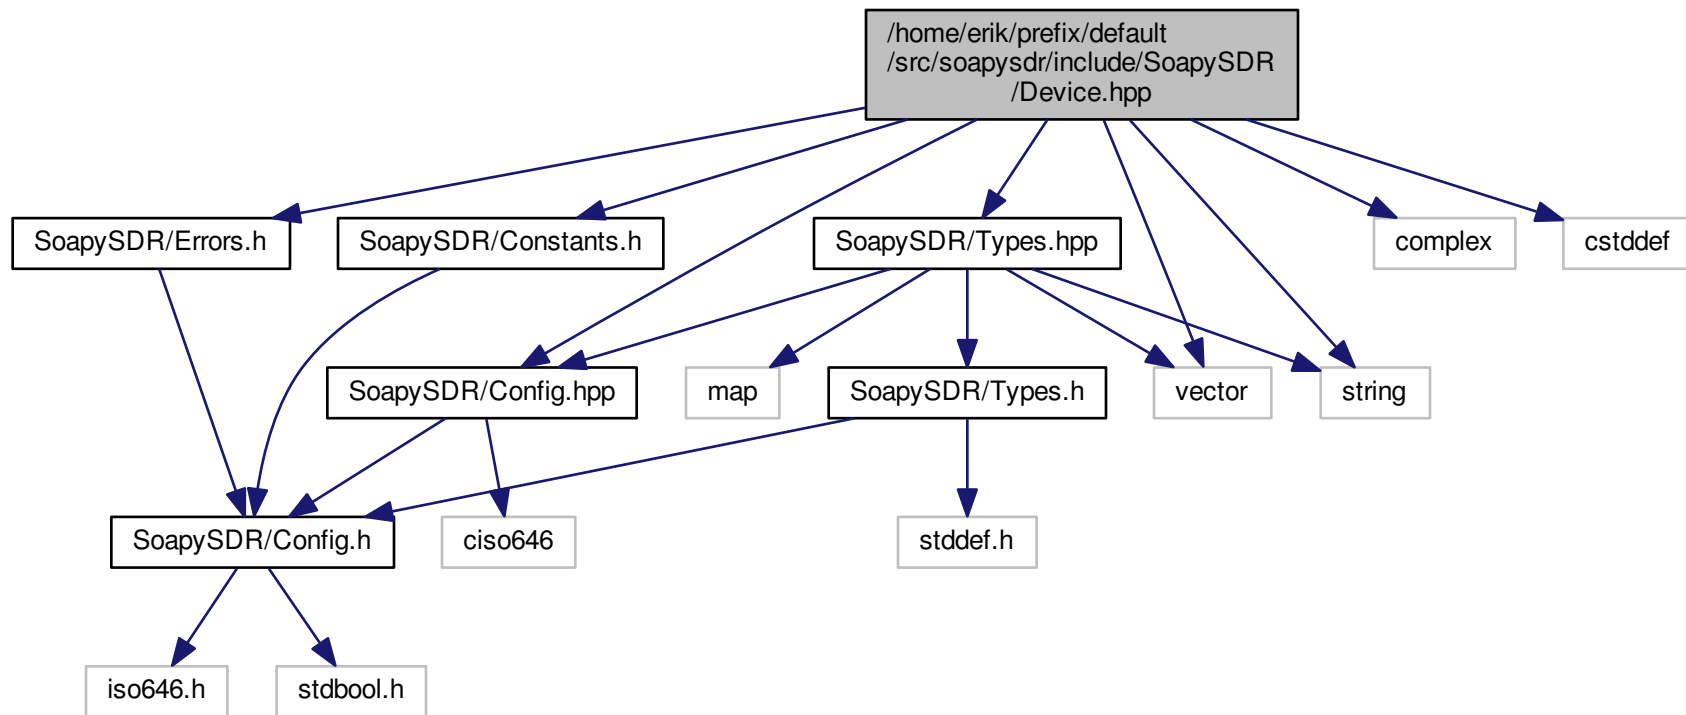 /home/erik/prefix/default
/src/soapysdr/include/SoapySDR
/Device.hpp
SoapySDR/Errors.h
SoapySDR/Constants.h
SoapySDR/Types.hpp
complex
cstddef
SoapySDR/Config.hpp
map
SoapySDR/Types.h
vector
string
SoapySDR/Config.h
ciso646
stddef.h
iso646.h
stdbool.h